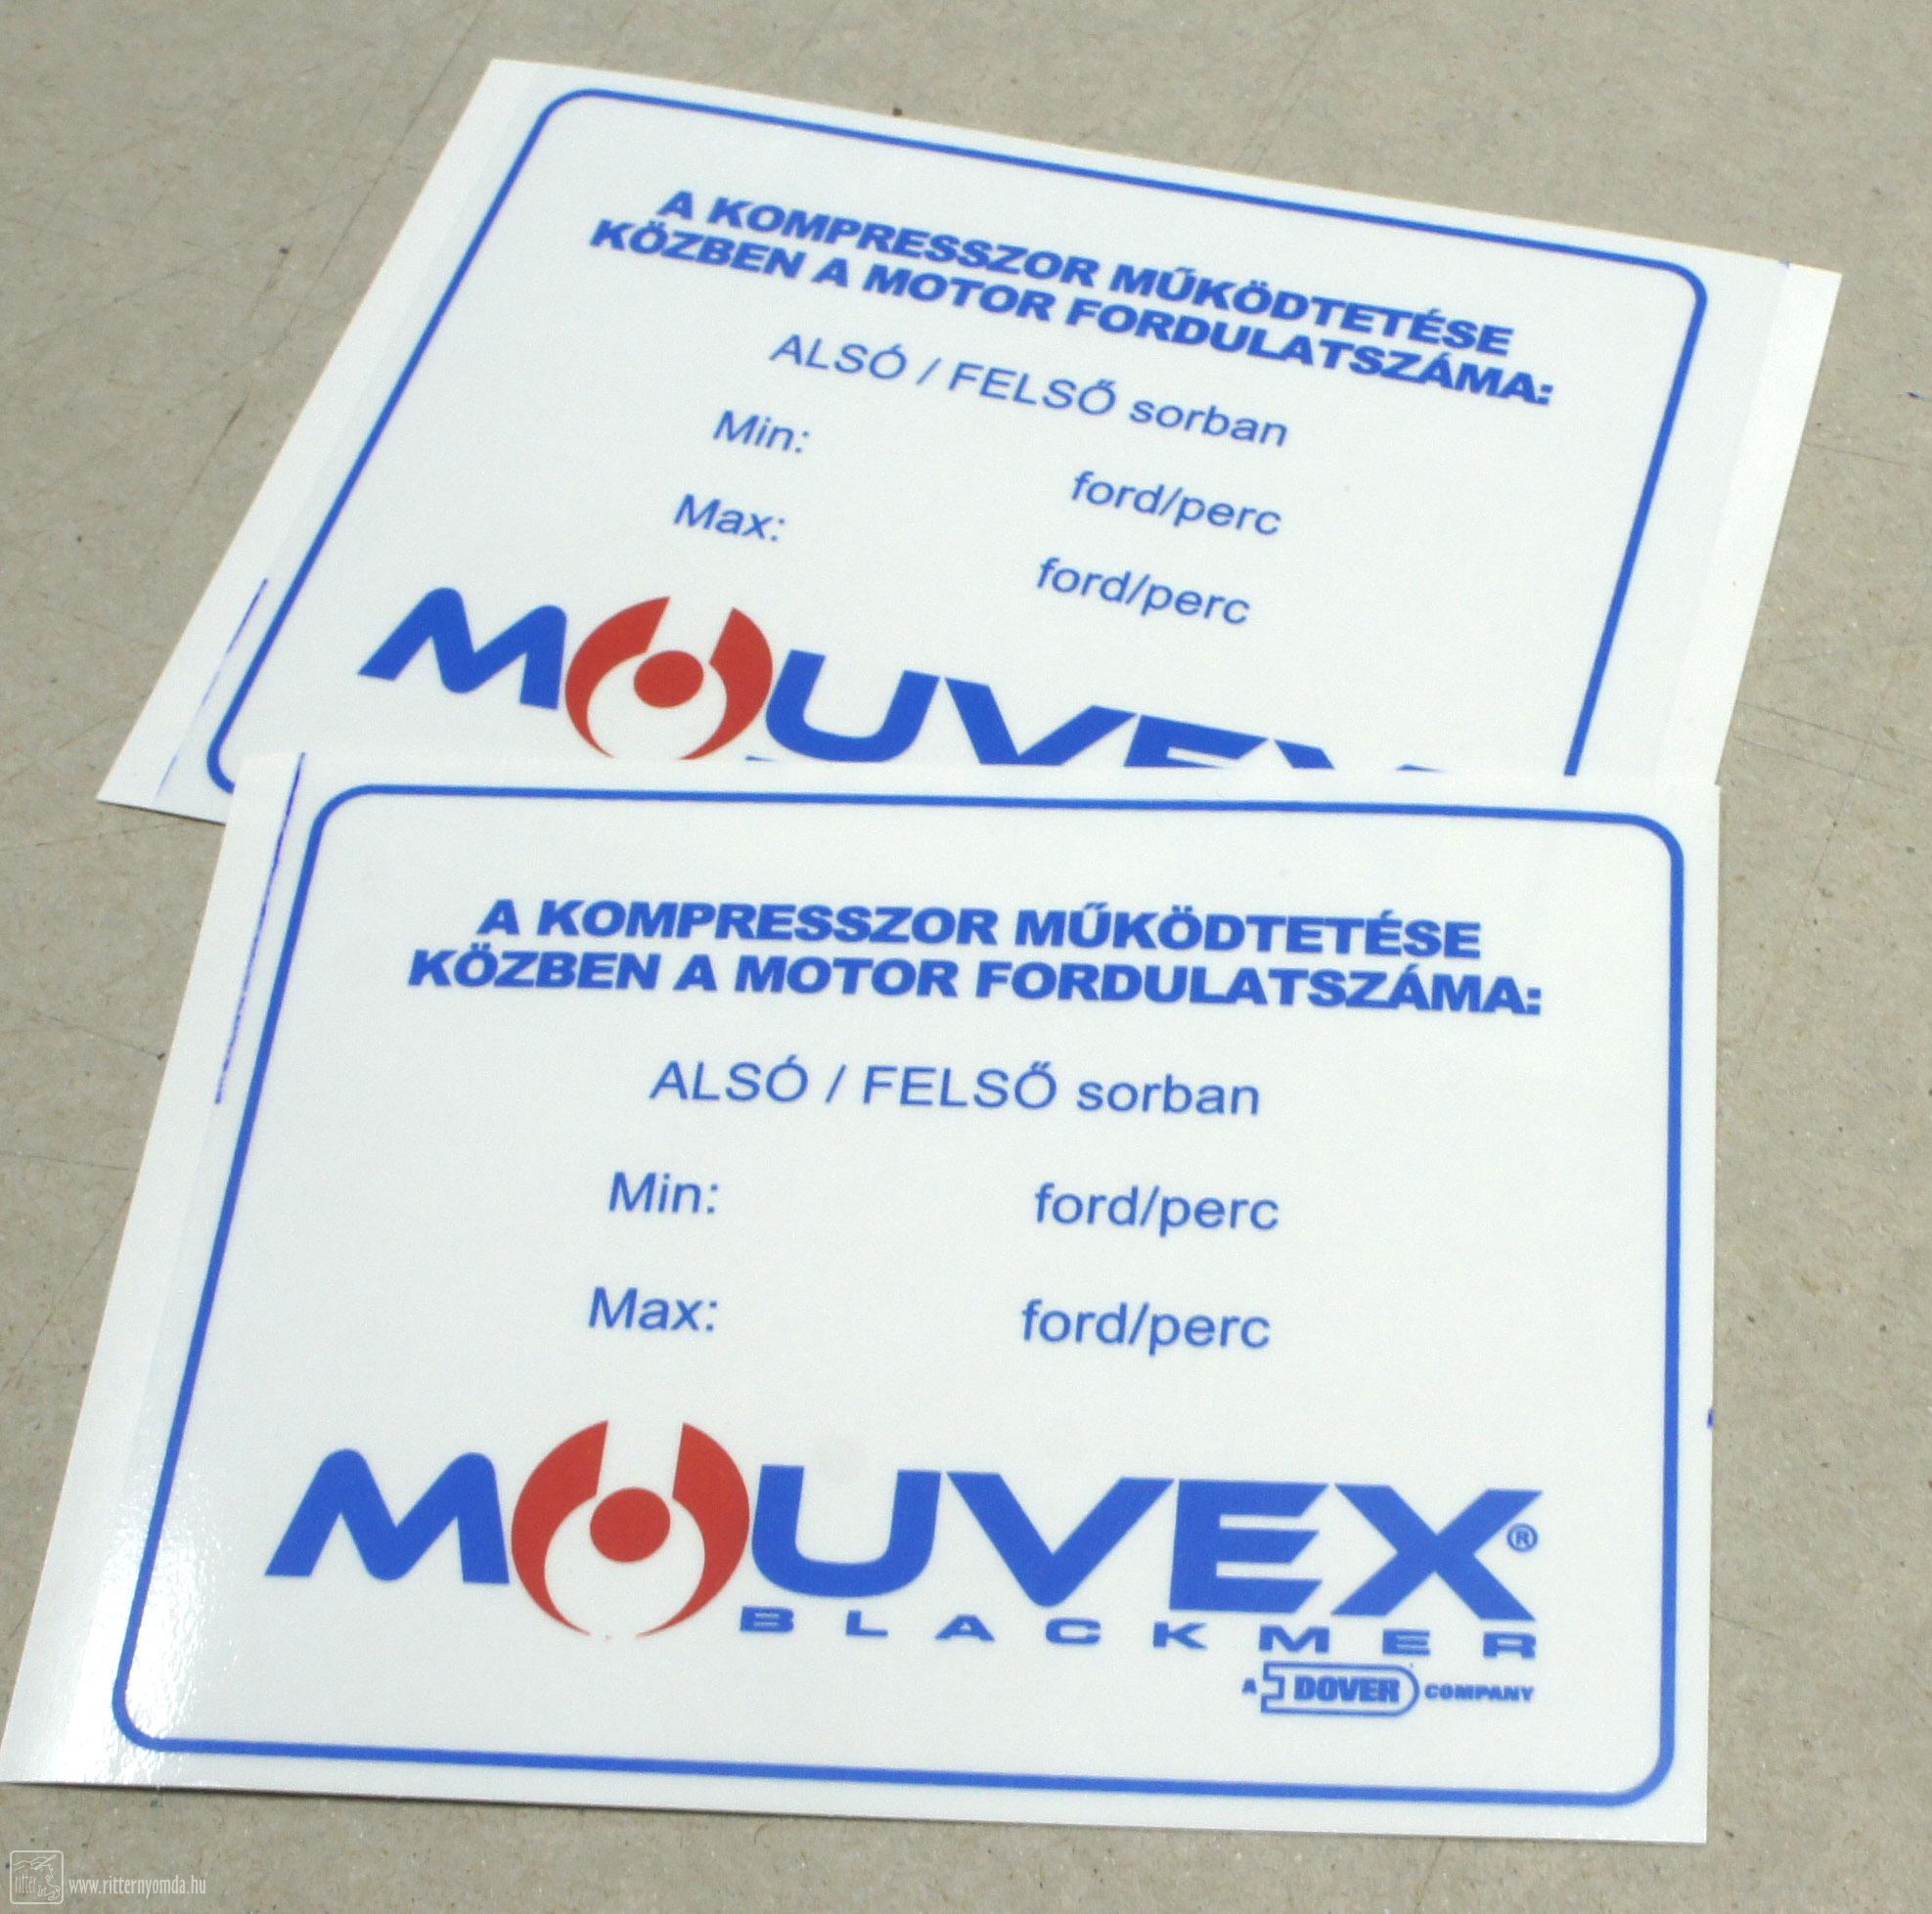 A KOMPRESSZOR MŰKÖDTETÉSE
KÖZBEN A MOTOR FORDULATSZÁMA:
ALSÓ / FELSŐ sorban
Min: ford/perc
Max: ford/perc
MOUVEX
A KOMPRESSZOR MŰKÖDTETÉSE
KÖZBEN A MOTOR FORDULATSZÁMA:
ALSÓ / FELSŐ sorban
Min: ford/perc
Max: ford/perc
MOUVEX®
BLACKMER
A DOVER COMPANY
ritter
www.ritternyomda.hu